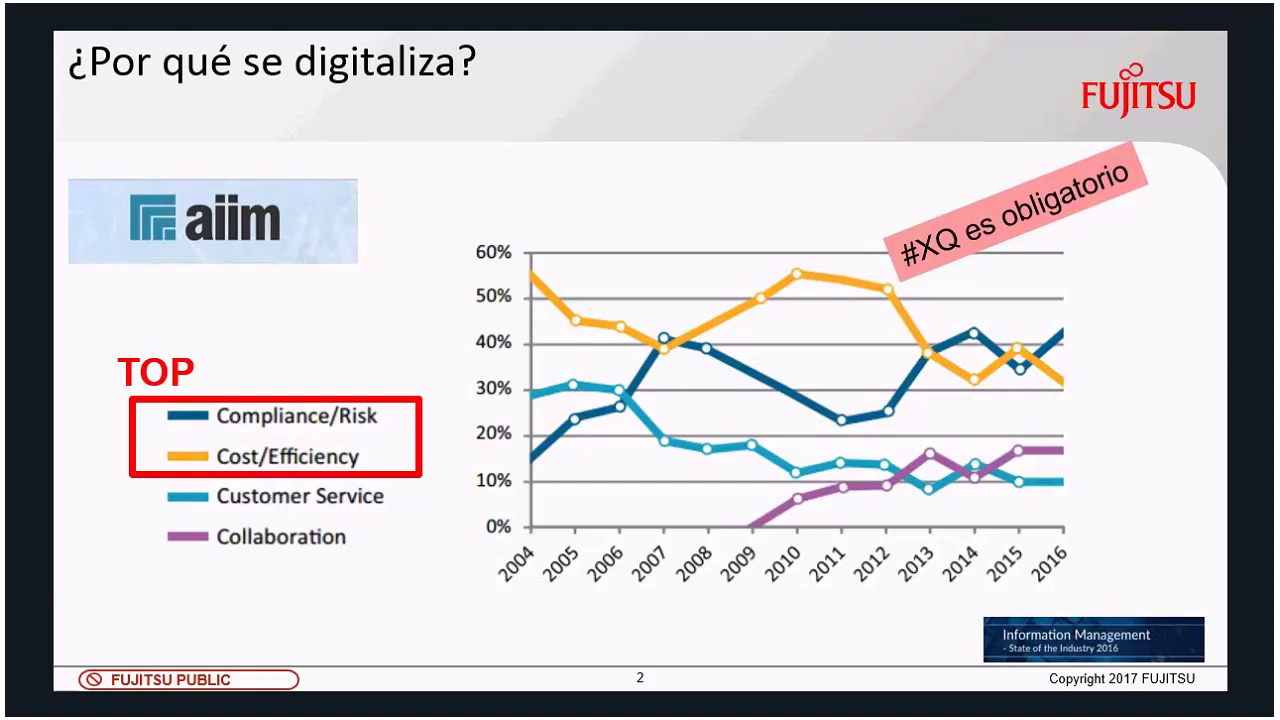 ¿Por qué se digitaliza?
FUJITSU
aiim
#XQ es obligatorio
60%
50%
40%
30%
20%
10%
0%
TOP
Compliance/Risk
Cost/Efficiency
Customer Service
Collaboration
2004 2005 2006 2007 2008 2009 2010 2011 2012 2013 2014 2015 2016
Information Management
- State of the Industry 2016
FUJITSU PUBLIC
2
Copyright 2017 FUJITSU